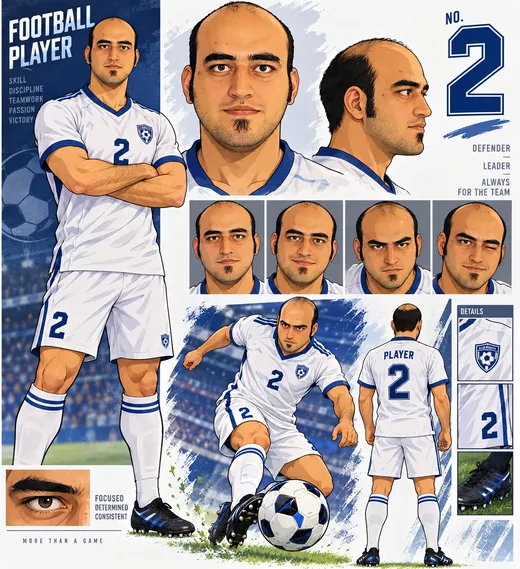 FOOTBALL
PLAYER
SKILL
DISCIPLINE
TEAMWORK
PASSION
VICTORY
2
2
NO.
2
DEFENDER
LEADER
ALWAYS
FOR THE TEAM
2
2
PLAYER
2
DETAILS
2
FOCUSED
DETERMINED
CONSISTENT
MORE THAN A GAME